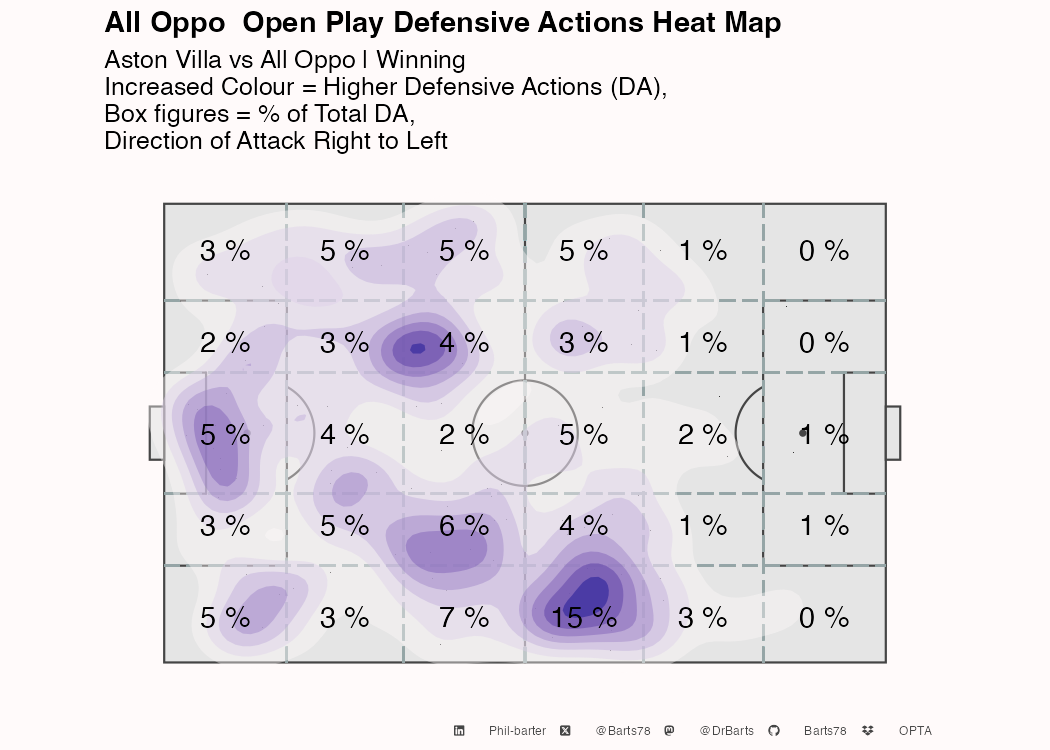 All Oppo  Open Play Defensive Actions Heat Map
Aston Villa vs All Oppo | Winning
Increased Colour = Higher Defensive Actions (DA),
Box figures = % of Total DA,
Direction of Attack Right to Left
3 % 5 % 5 % 5 % 1 % 0 %
2 % 3 % 4 % 3 % 1 % 0 %
5 % 4 % 2 % 5 % 2 % 1 %
3 % 5 % 6 % 4 % 1 % 1 %
5 % 3 % 7 % 15 % 3 % 0 %
Phil-barter @Barts78 @DrBarts Barts78 OPTA